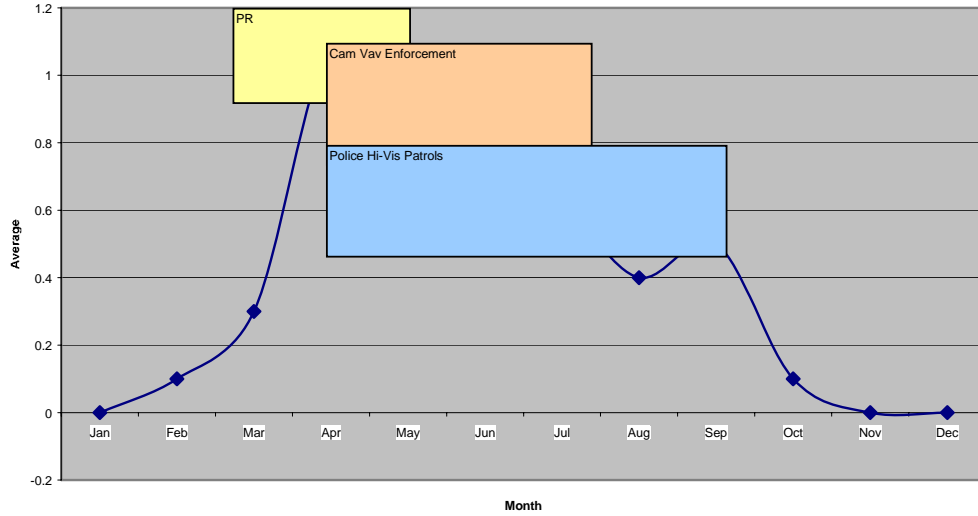 1.2
PR
Cam Vav Enforcement
1
0.8
Police Hi-Vis Patrols
0.6
Average
0.4
0.2
0
Jan Feb Mar Apr May Jun Jul Aug Sep Oct Nov Dec
-0.2
Month